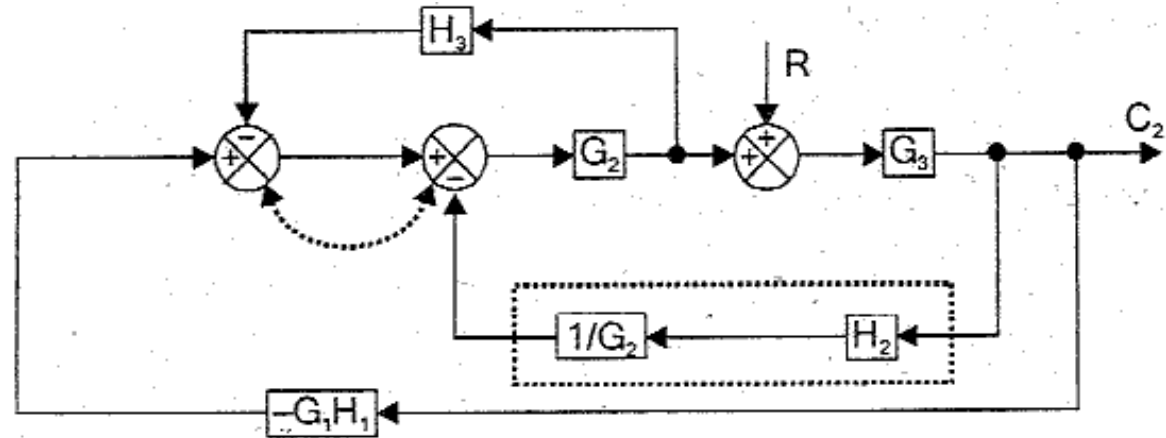 H₃
R
C₂
− + + − G₂ + + G₃
1/G₂ H₂
−G₁H₁